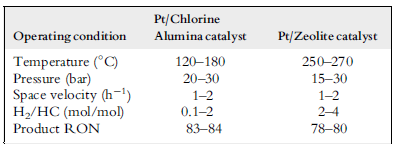 Pt/Chlorine
Operating condition Alumina catalyst Pt/Zeolite catalyst
Temperature (°C) 120–180 250–270
Pressure (bar) 20–30 15–30
Space velocity (h⁻¹) 1–2 1–2
H₂/HC (mol/mol) 0.1–2 2–4
Product RON 83–84 78–80